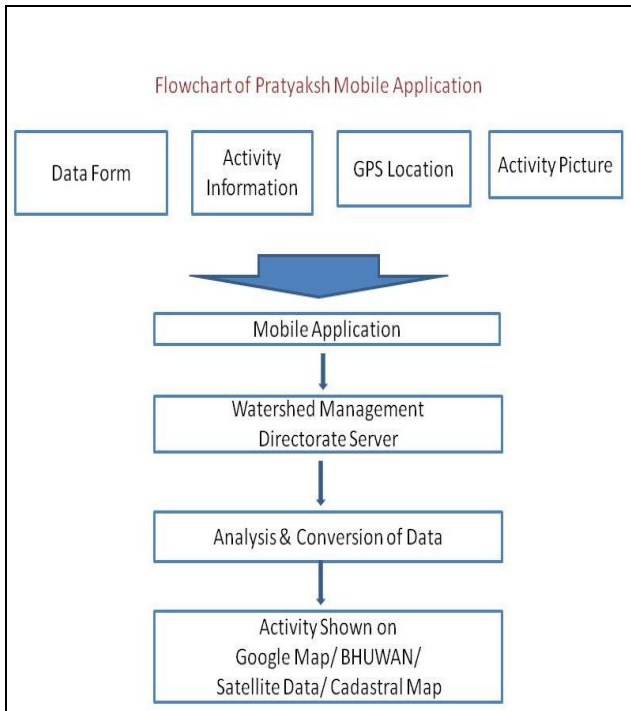 Flowchart of Pratyaksh Mobile Application
Data Form
Activity
Information
GPS Location
Activity Picture
Mobile Application
Watershed Management
Directorate Server
Analysis & Conversion of Data
Activity Shown on
Google Map/ BHUWAN/
Satellite Data/ Cadastral Map